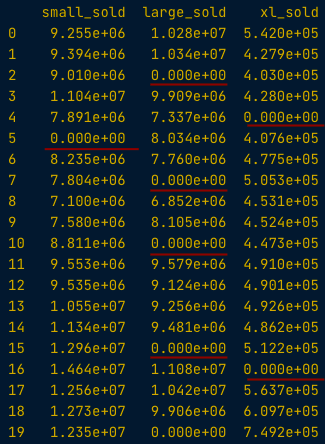 small_sold large_sold xl_sold
0 9.255e+06 1.028e+07 5.420e+05
1 9.394e+06 1.034e+07 4.279e+05
2 9.010e+06 0.000e+00 4.030e+05
3 1.104e+07 9.909e+06 4.280e+05
4 7.891e+06 7.337e+06 0.000e+00
5 0.000e+00 8.034e+06 4.076e+05
6 8.235e+06 7.760e+06 4.775e+05
7 7.804e+06 0.000e+00 5.053e+05
8 7.100e+06 6.852e+06 4.531e+05
9 7.580e+06 8.105e+06 4.524e+05
10 8.811e+06 0.000e+00 4.473e+05
11 9.553e+06 9.579e+06 4.910e+05
12 9.535e+06 9.124e+06 4.901e+05
13 1.055e+07 9.256e+06 4.926e+05
14 1.134e+07 9.481e+06 4.862e+05
15 1.296e+07 0.000e+00 5.122e+05
16 1.464e+07 1.108e+07 0.000e+00
17 1.256e+07 1.042e+07 5.637e+05
18 1.273e+07 9.906e+06 6.097e+05
19 1.235e+07 0.000e+00 7.492e+05